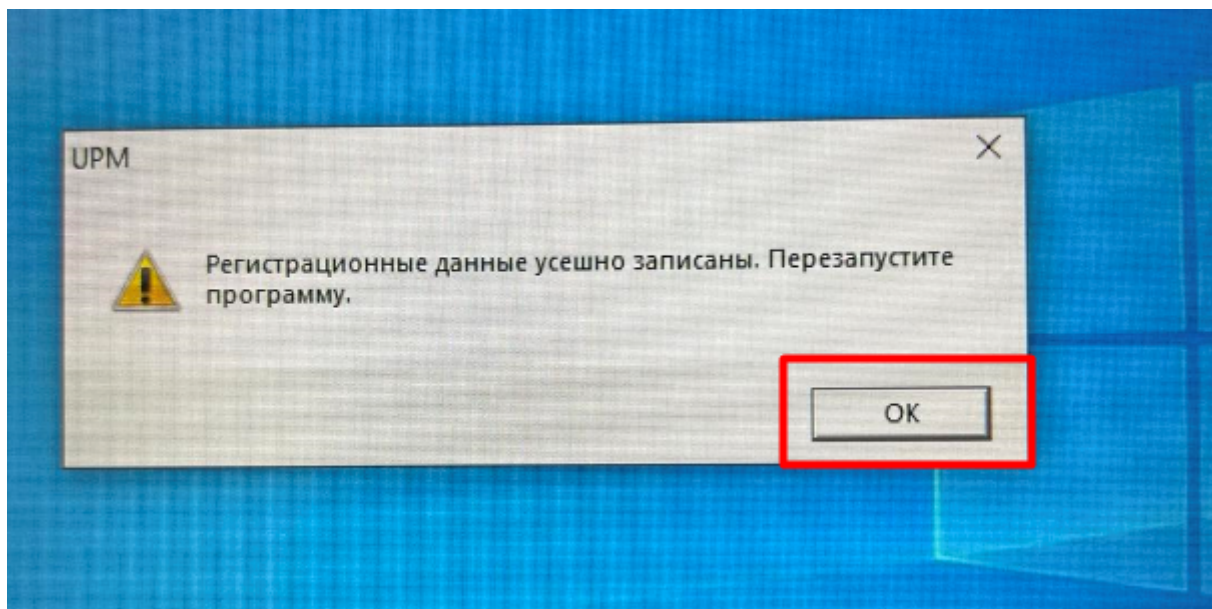 UPM
Регистрационные данные усешно записаны. Перезапустите
программу.
OK